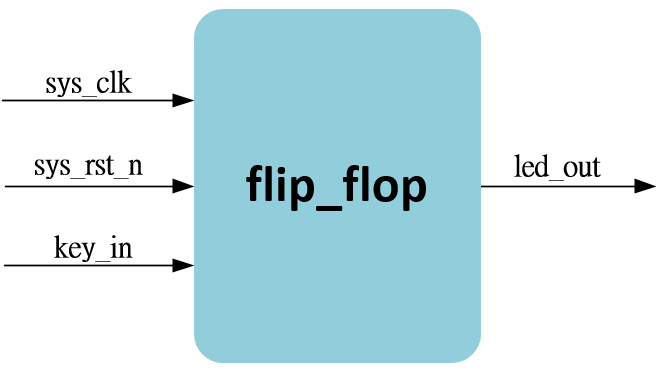 sys_clk
sys_rst_n
key_in
flip_flop
led_out